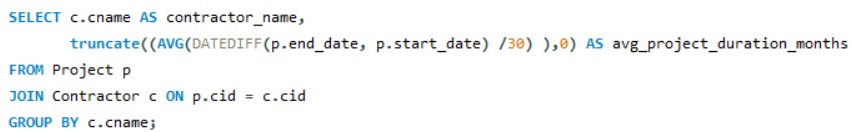 SELECT c.cname AS contractor_name,
truncate((AVG(DATEDIFF(p.end_date, p.start_date) /30) ),0) AS avg_project_duration_months
FROM Project p
JOIN Contractor c ON p.cid = c.cid
GROUP BY c.cname;